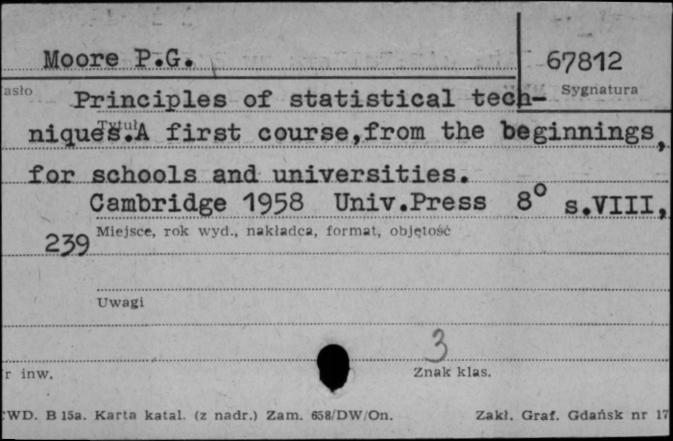 Moore P.G.
67812
asło
Sygnatura
Principles of statistical tech-
Tytuł
niques.A first course,from the beginnings,
for schools and universities.
Cambridge 1958 Univ.Press 8° s.VIII,
239
Miejsce, rok wyd., nakładca, format, objętość
Uwagi
3
r inw.
Znak klas.
WD. B 15a. Karta katal. (z nadr.) Zam. 658/DW/On.
Zakł. Graf. Gdańsk nr 17